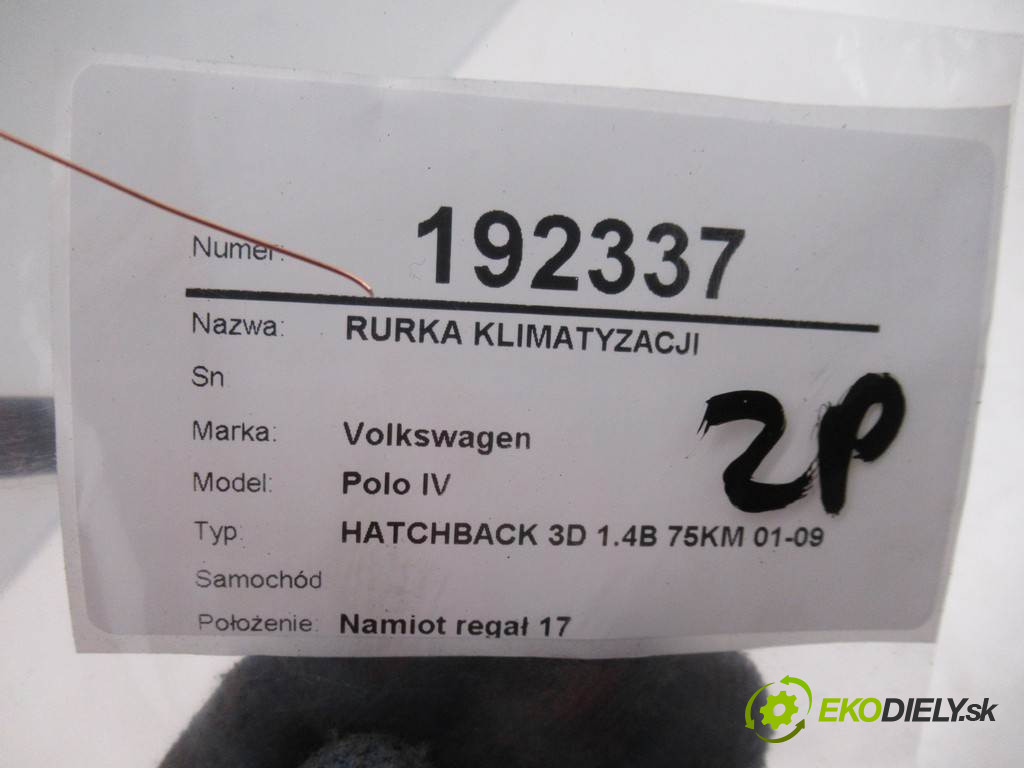 Numer: 192337
Nazwa: RURKA KLIMATYZACJI
Sn
Marka: Volkswagen
ZP
Model: Polo IV
Typ: HATCHBACK 3D 1.4B 75KM 01-09
Samochód
Położenie: Namiot regał 17
EKODIELY.sk